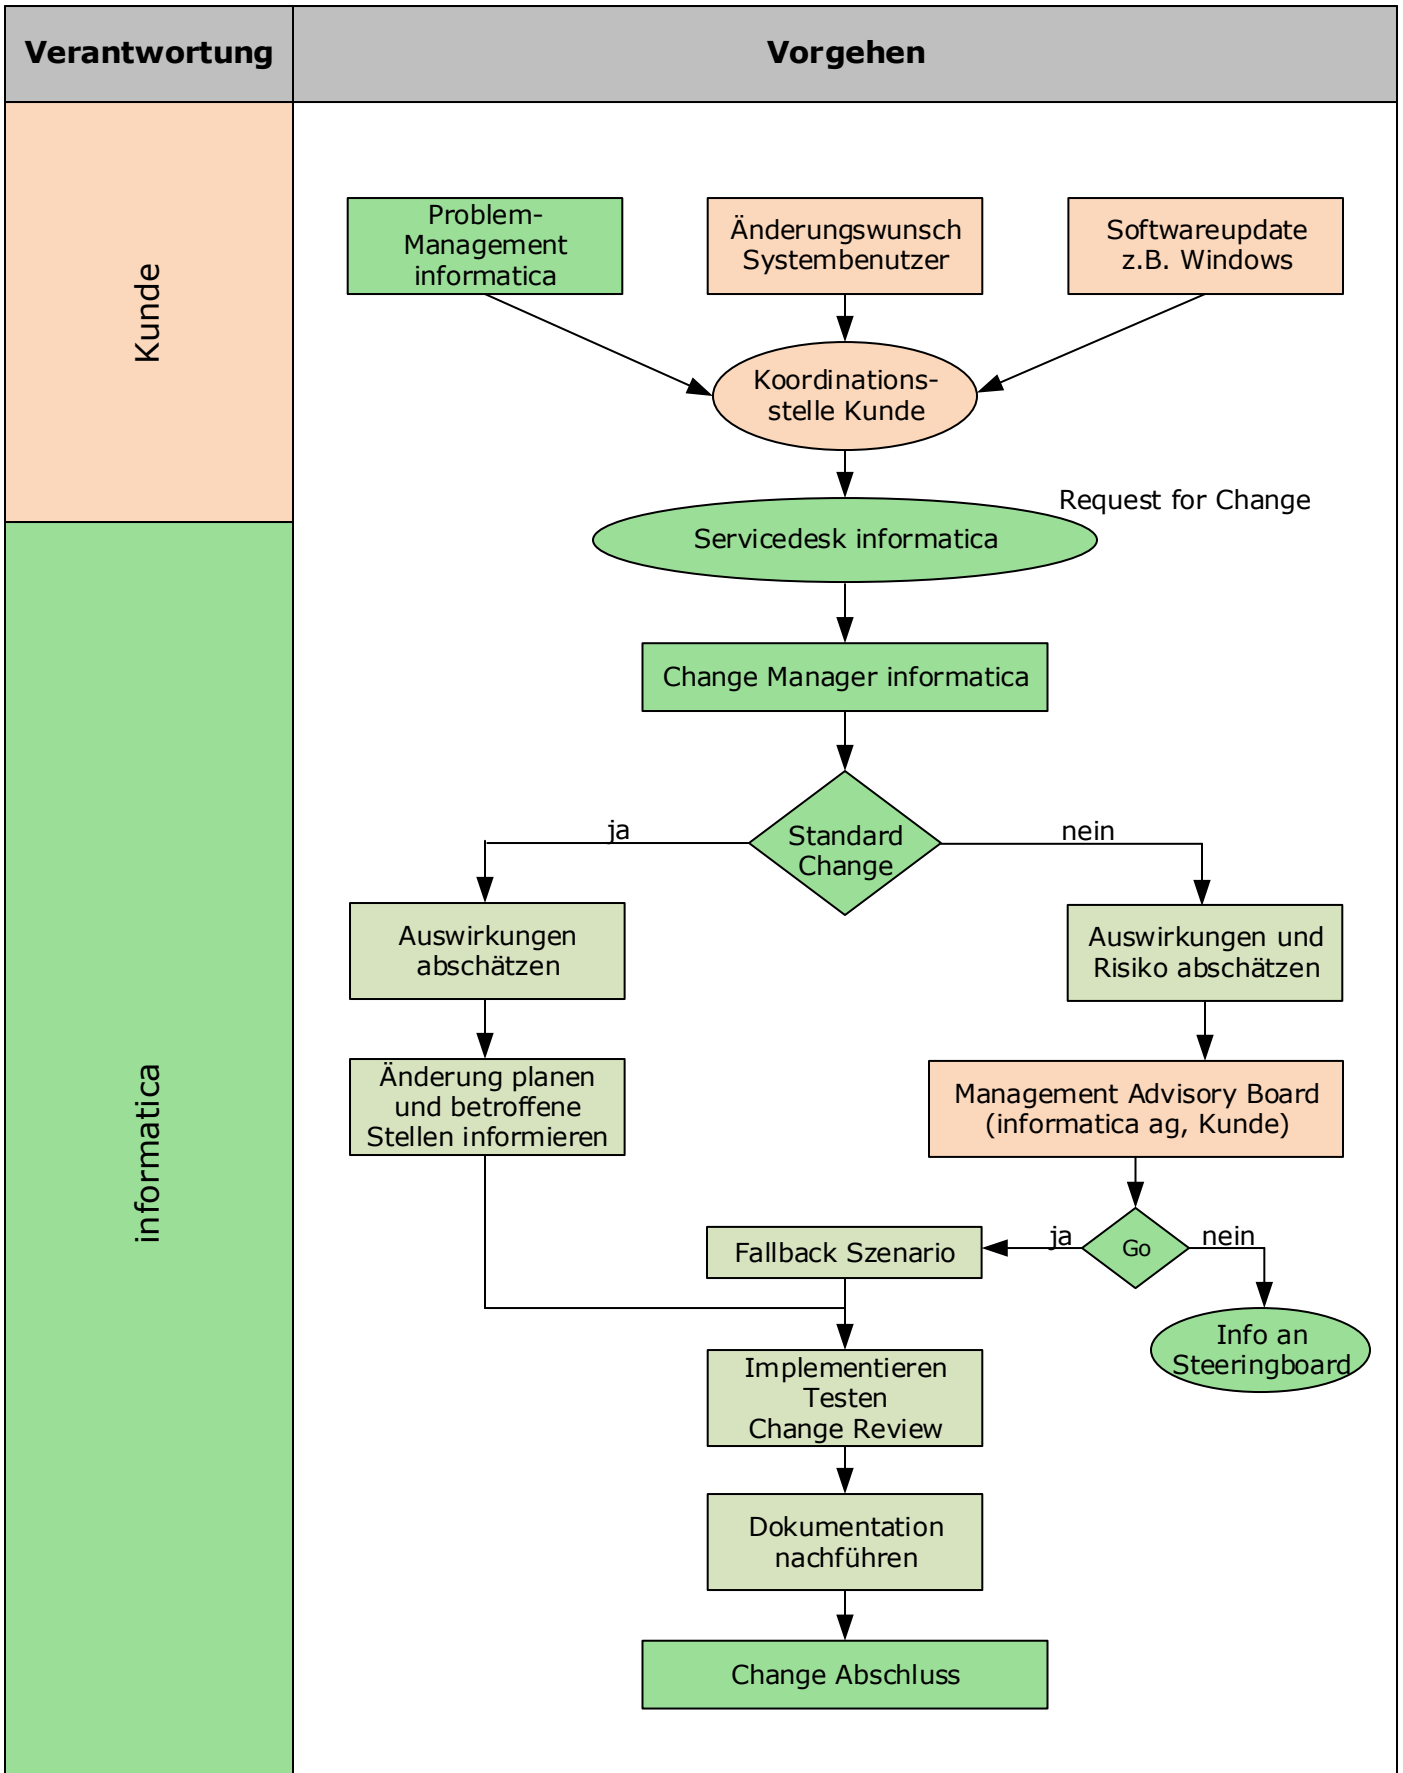 Verantwortung
Vorgehen
Kunde
Problem-
Management
informatica
Änderungswunsch
Systembenutzer
Softwareupdate
z.B. Windows
Koordinations-
stelle Kunde
Request for Change
Servicedesk informatica
Change Manager informatica
informatica
ja
Standard
Change
nein
Auswirkungen
abschätzen
Auswirkungen und
Risiko abschätzen
Änderung planen
und betroffene
Stellen informieren
Management Advisory Board
(informatica ag, Kunde)
Fallback Szenario
ja
Go
nein
Info an
Steeringboard
Implementieren
Testen
Change Review
Dokumentation
nachführen
Change Abschluss